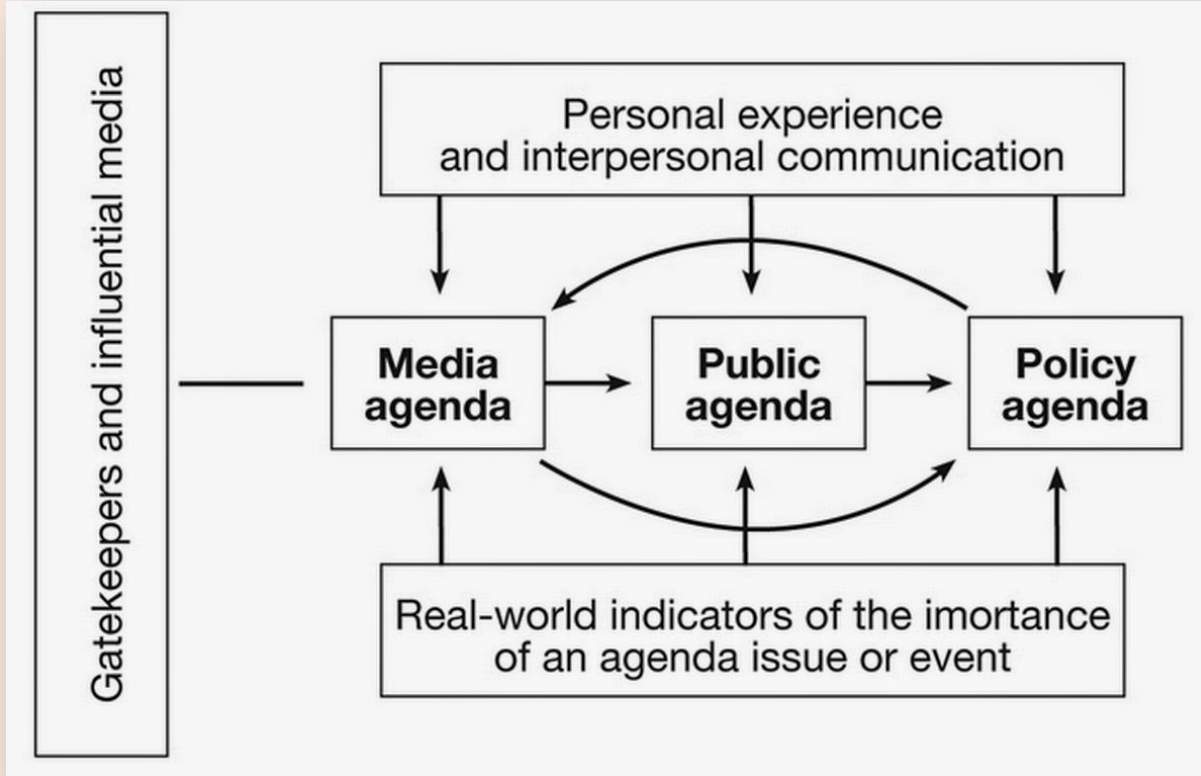 Gatekeepers and influential media
Personal experience
and interpersonal communication
Media
agenda
Public
agenda
Policy
agenda
Real-world indicators of the imortance
of an agenda issue or event